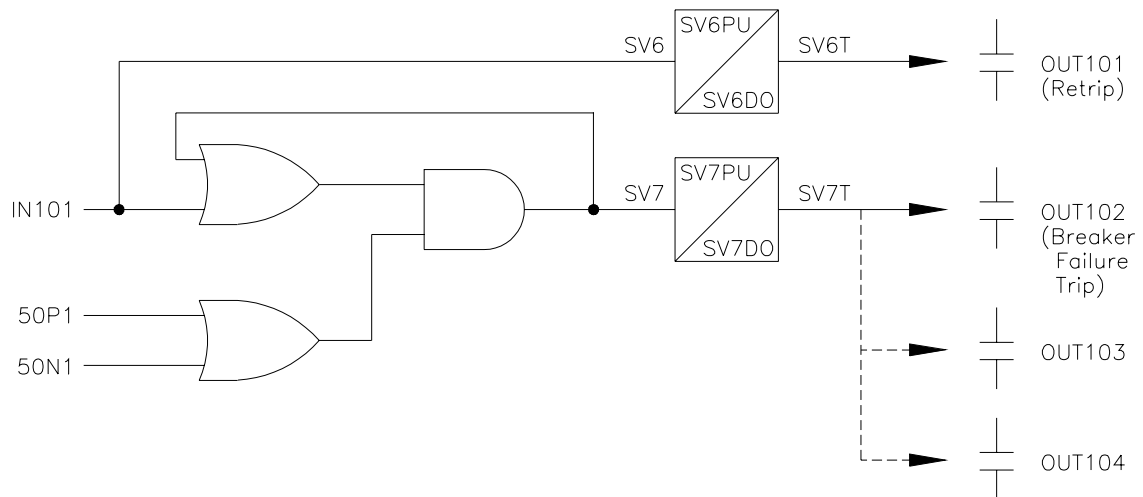 SV6
SV6PU
SV6DO
SV6T
OUT101
(Retrip)
IN101
SV7
SV7PU
SV7DO
SV7T
OUT102
(Breaker
Failure
Trip)
50P1
50N1
OUT103
OUT104